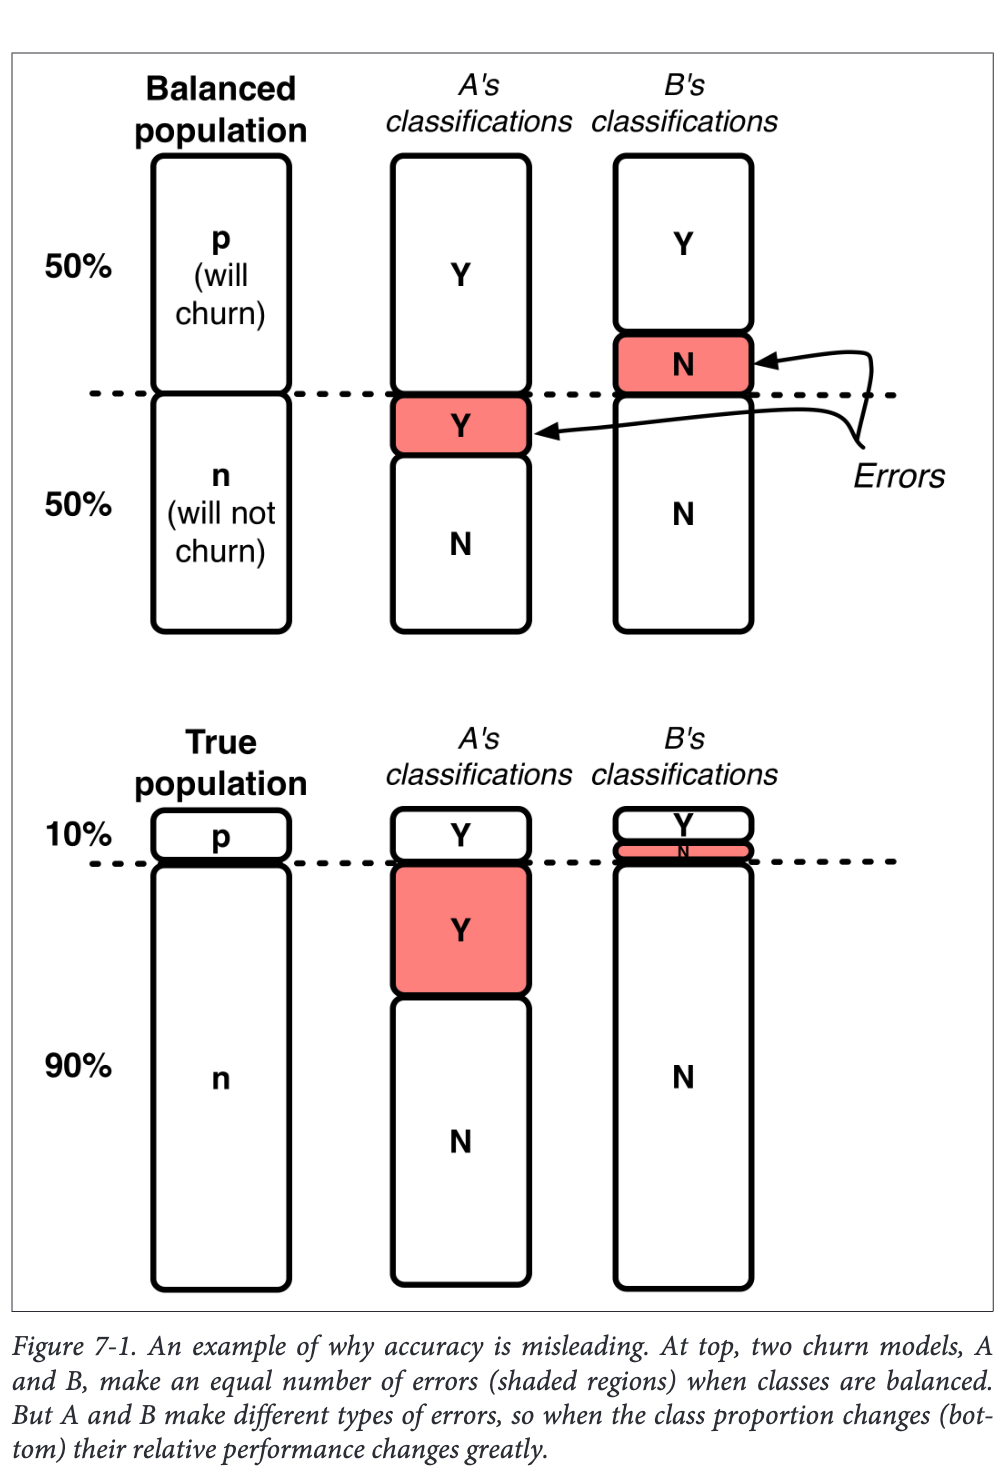 Balanced
population
A's
classifications
B's
classifications
50%
p
(will
churn)
Y
Y
N
Y
Errors
50%
n
(will not
churn)
N
N
True
population
A's
classifications
B's
classifications
10%
p
Y
Y
N
Y
90%
n
N
N
Figure 7-1. An example of why accuracy is misleading. At top, two churn models, A
and B, make an equal number of errors (shaded regions) when classes are balanced.
But A and B make different types of errors, so when the class proportion changes (bot-
tom) their relative performance changes greatly.